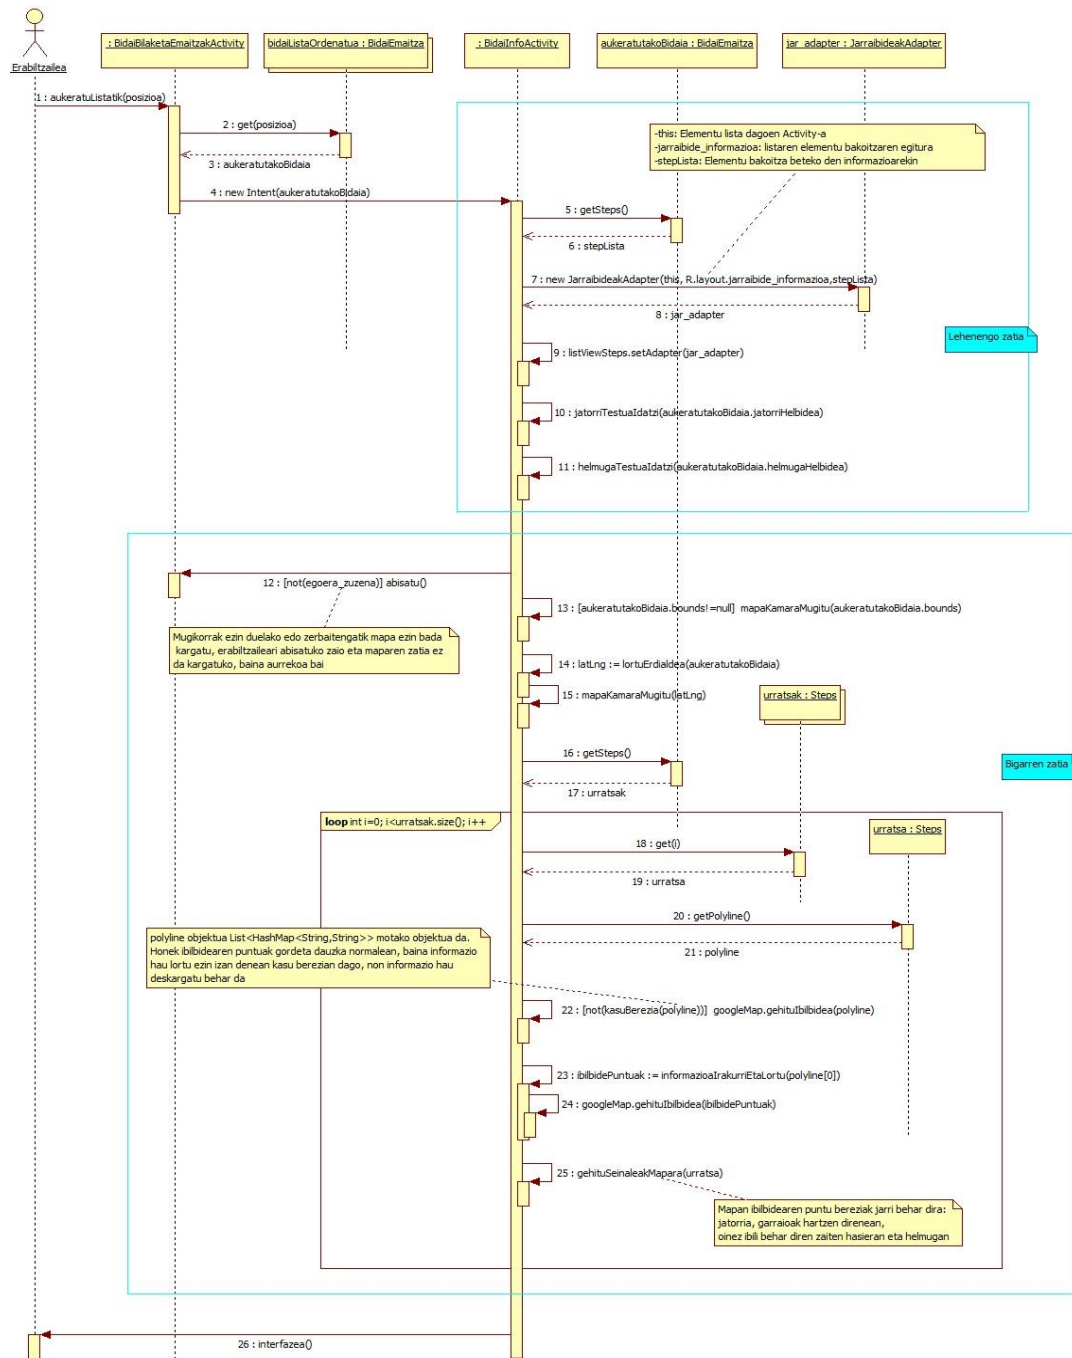 : BidaiBilaketaEmaitzakActivity
bidaiListaOrdenatua : BidaiEmaitza
: BidaiInfoActivity
aukeratutakoBidaia : BidaiEmaitza
jar_adapter : JarraibideakAdapter
Erabiltzailea
1 : aukeratuListatik(posizioa)
2 : get(posizioa)
3 : aukeratutakoBidaia
4 : new Intent(aukeratutakoBidaia)
-this: Elementu lista dagoen Activity-a
-jarraibide_informazioa: listaren elementu bakoitzaren egitura
-stepLista: Elementu bakoitza beteko den informazioarekin
5 : getSteps()
6 : stepLista
7 : new JarraibideakAdapter(this, R.layout.jarraibide_informazioa,stepLista)
8 : jar_adapter
Lehenengo zatia
9 : listViewSteps.setAdapter(jar_adapter)
10 : jatorriTestuaIdatzi(aukeratutakoBidaia.jatorriHelbidea)
11 : helmugaTestuaIdatzi(aukeratutakoBidaia.helmugaHelbidea)
12 : [not(egoera_zuzena)] abisatu()
13 : [aukeratutakoBidaia.bounds!=null] mapaKamaraMugitu(aukeratutakoBidaia.bounds)
Mugikorrak ezin duelako edo zerbaitengatik mapa ezin bada
kargatu, erabiltzaileari abisatuko zaio eta maparen zatia ez
da kargatuko, baina aurrekoa bai
14 : latLng := lortuErdialdea(aukeratutakoBidaia)
15 : mapaKamaraMugitu(latLng)
urratsak : Steps
16 : getSteps()
17 : urratsak
Bigarren zatia
loop int i=0; i<urratsak.size(); i++
urratsa : Steps
18 : get(i)
19 : urratsa
20 : getPolyline()
21 : polyline
polyline objektua List<HashMap<String,String>> motako objektua da.
Honek ibilbidearen puntuak gordeta dauzka normalean, baina informazio
hau lortu ezin izan denean kasu berezian dago, non informazio hau
deskargatu behar da
22 : [not(kasuBerezia(polyline))] googleMap.gehituIbilbidea(polyline)
23 : ibilbidePuntuak := informazioaIrakurriEtaLortu(polyline[0])
24 : googleMap.gehituIbilbidea(ibilbidePuntuak)
25 : gehituSeinaleakMapara(urratsa)
Mapan ibilbidearen puntu bereziak jarri behar dira:
jatorria, garraioak hartzen direnean,
oinez ibili behar diren zaiten hasieran eta helmugan
26 : interfazea()